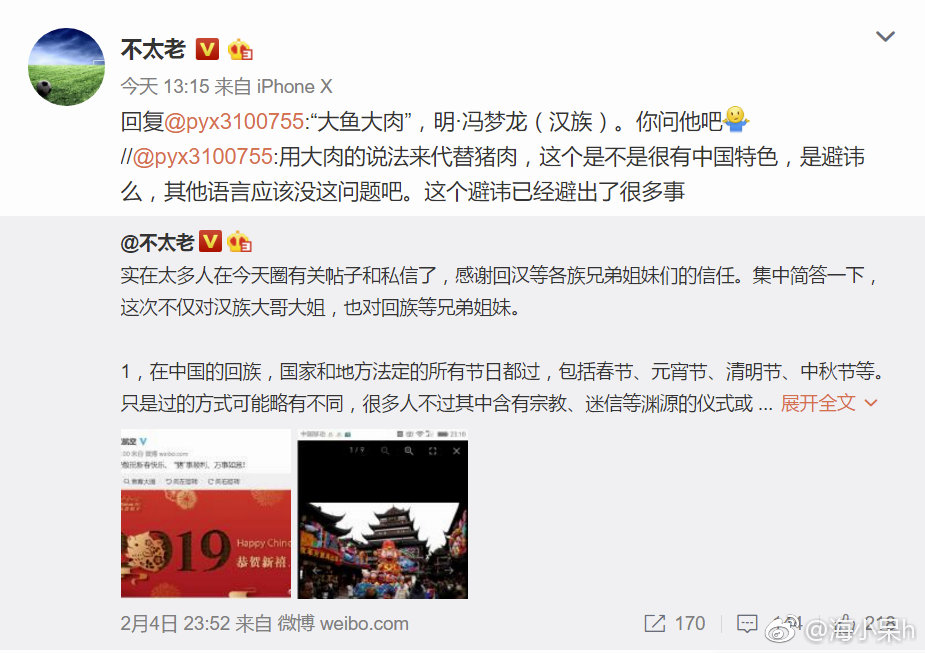 不太老
今天 13:15 来自 iPhone X
回复@pyx3100755:“大鱼大肉”，明·冯梦龙（汉族）。你问他吧
//@pyx3100755:用大肉的说法来代替猪肉，这个是不是很有中国特色，是避讳
么，其他语言应该没这问题吧。这个避讳已经避出了很多事
@不太老
实在太多人在今天圈有关帖子和私信了，感谢回汉等各族兄弟姐妹们的信任。集中简答一下，
这次不仅对汉族大哥大姐，也对回族等兄弟姐妹。
1，在中国的回族，国家和地方法定的所有节日都过，包括春节、元宵节、清明节、中秋节等。
只是过的方式可能略有不同，很多人不过其中含有宗教、迷信等渊源的仪式或 ... 展开全文
weibo.com
中国移动
23:10
1/9
2019
Happy Chin
恭贺新禧
2月4日 23:52 来自 微博 weibo.com
170
218
@海小果h